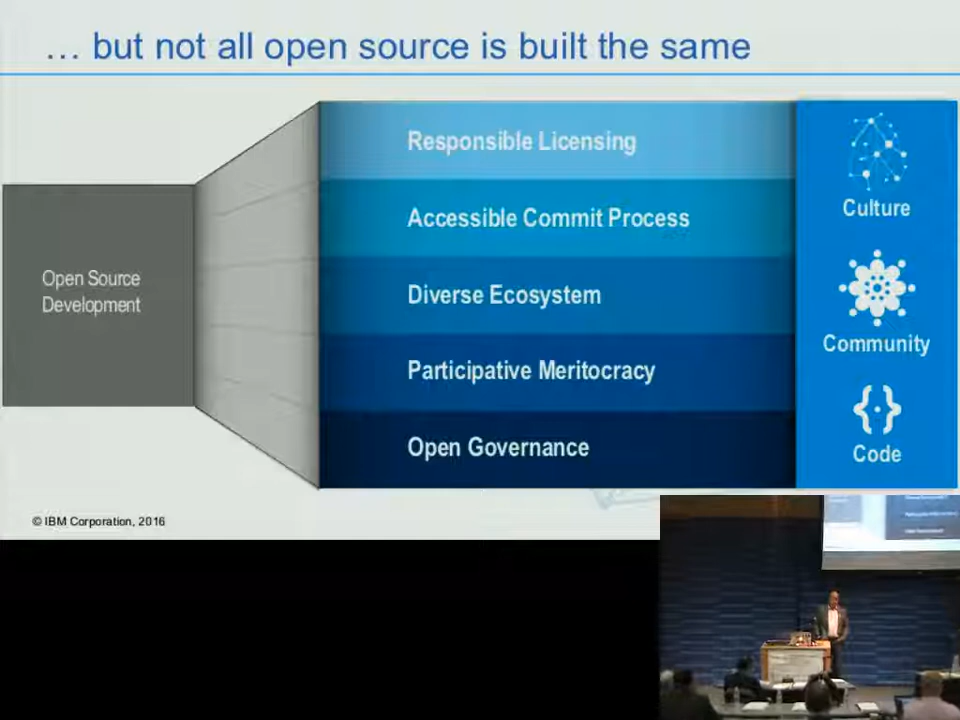 … but not all open source is built the same
Open Source
Development
Responsible Licensing
Accessible Commit Process
Diverse Ecosystem
Participative Meritocracy
Open Governance
Culture
Community
Code
© IBM Corporation, 2016